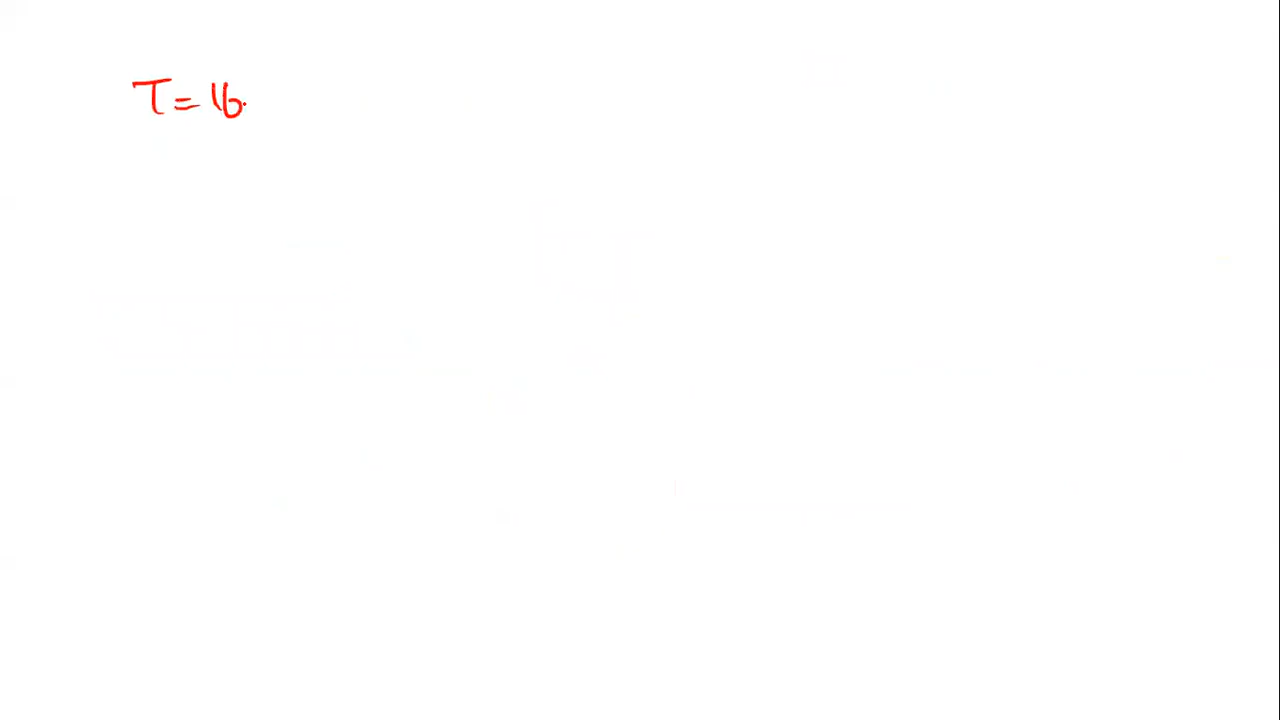 T = 16.